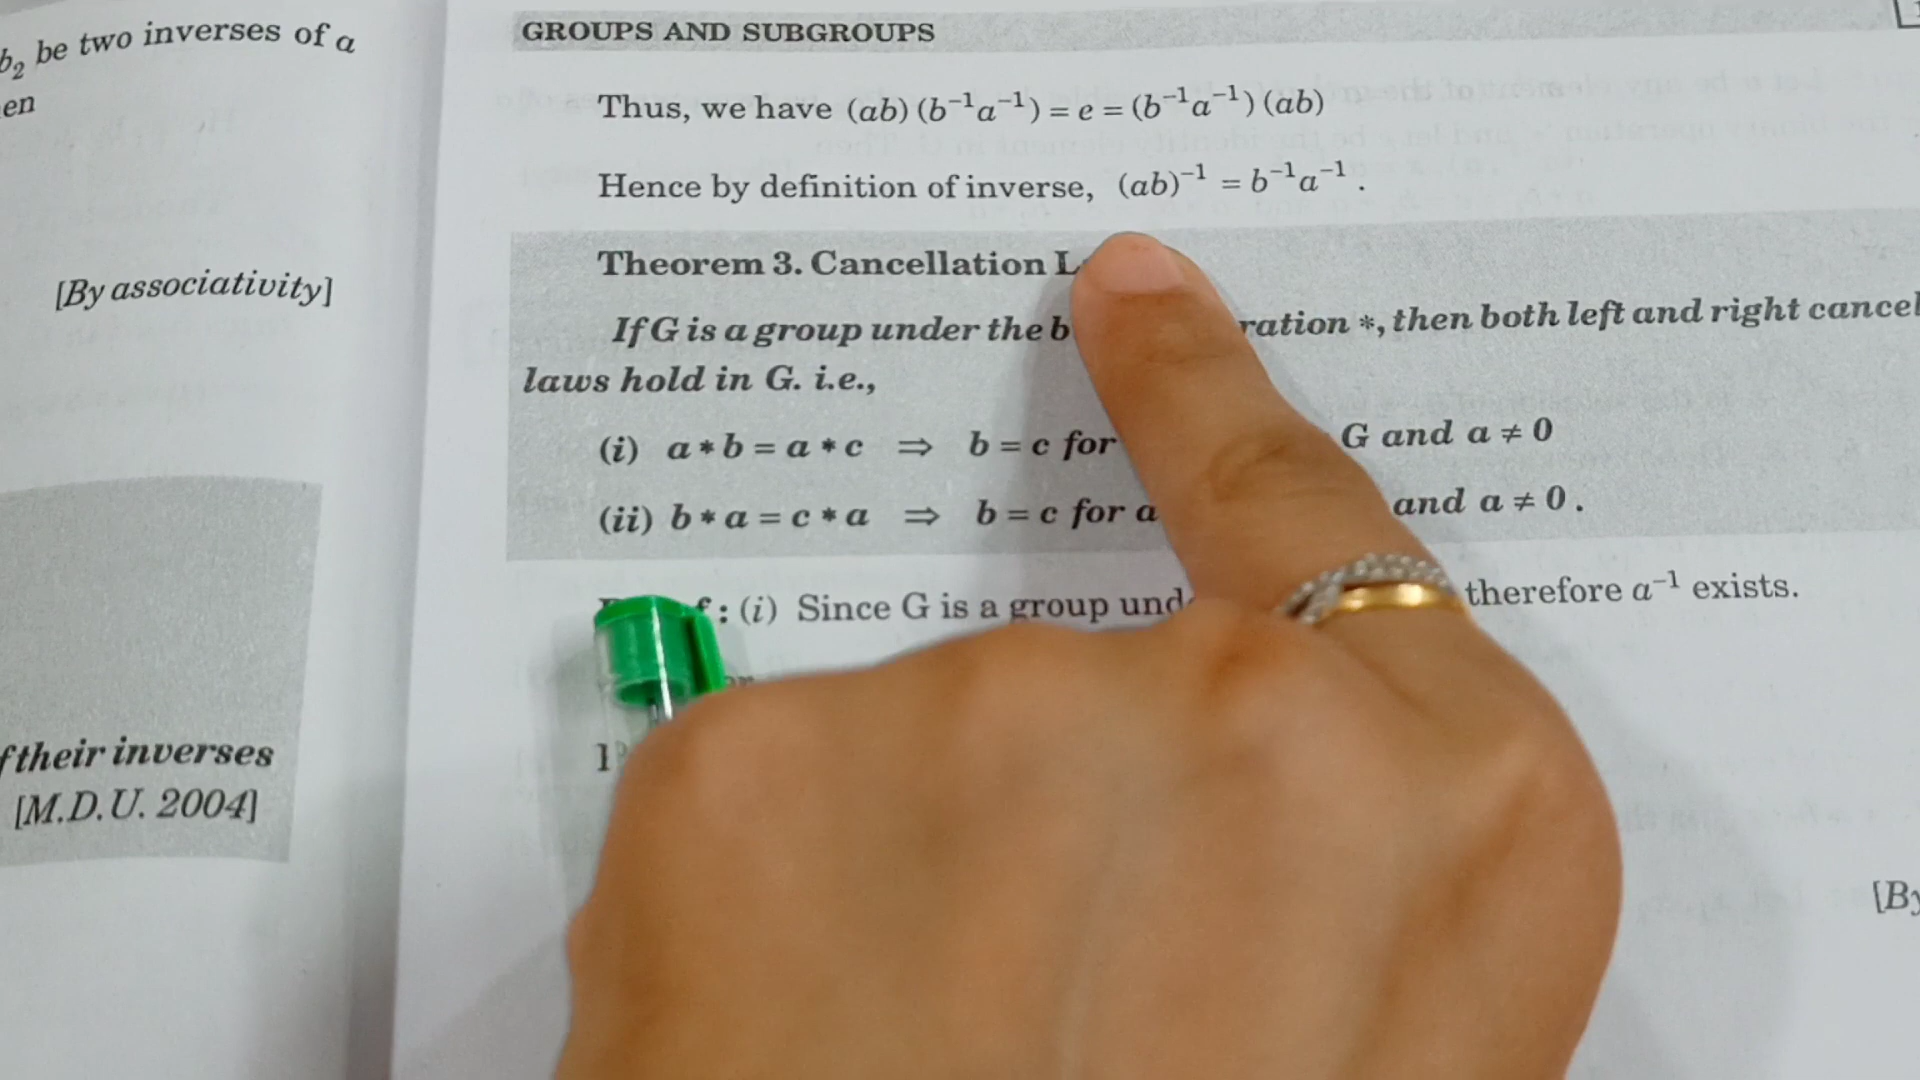 b₂ be two inverses of a
en
[By associativity]
f their inverses
[M.D.U. 2004]
GROUPS AND SUBGROUPS
Thus, we have (ab) (b⁻¹a⁻¹) = e = (b⁻¹a⁻¹) (ab)
Hence by definition of inverse, (ab)⁻¹ = b⁻¹a⁻¹ .
Theorem 3. Cancellation L
If G is a group under the b ration *, then both left and right cancel
laws hold in G. i.e.,
(i) a * b = a * c ⇒ b = c for G and a ≠ 0
(ii) b * a = c * a ⇒ b = c for a and a ≠ 0 .
: (i) Since G is a group und therefore a⁻¹ exists.
[By